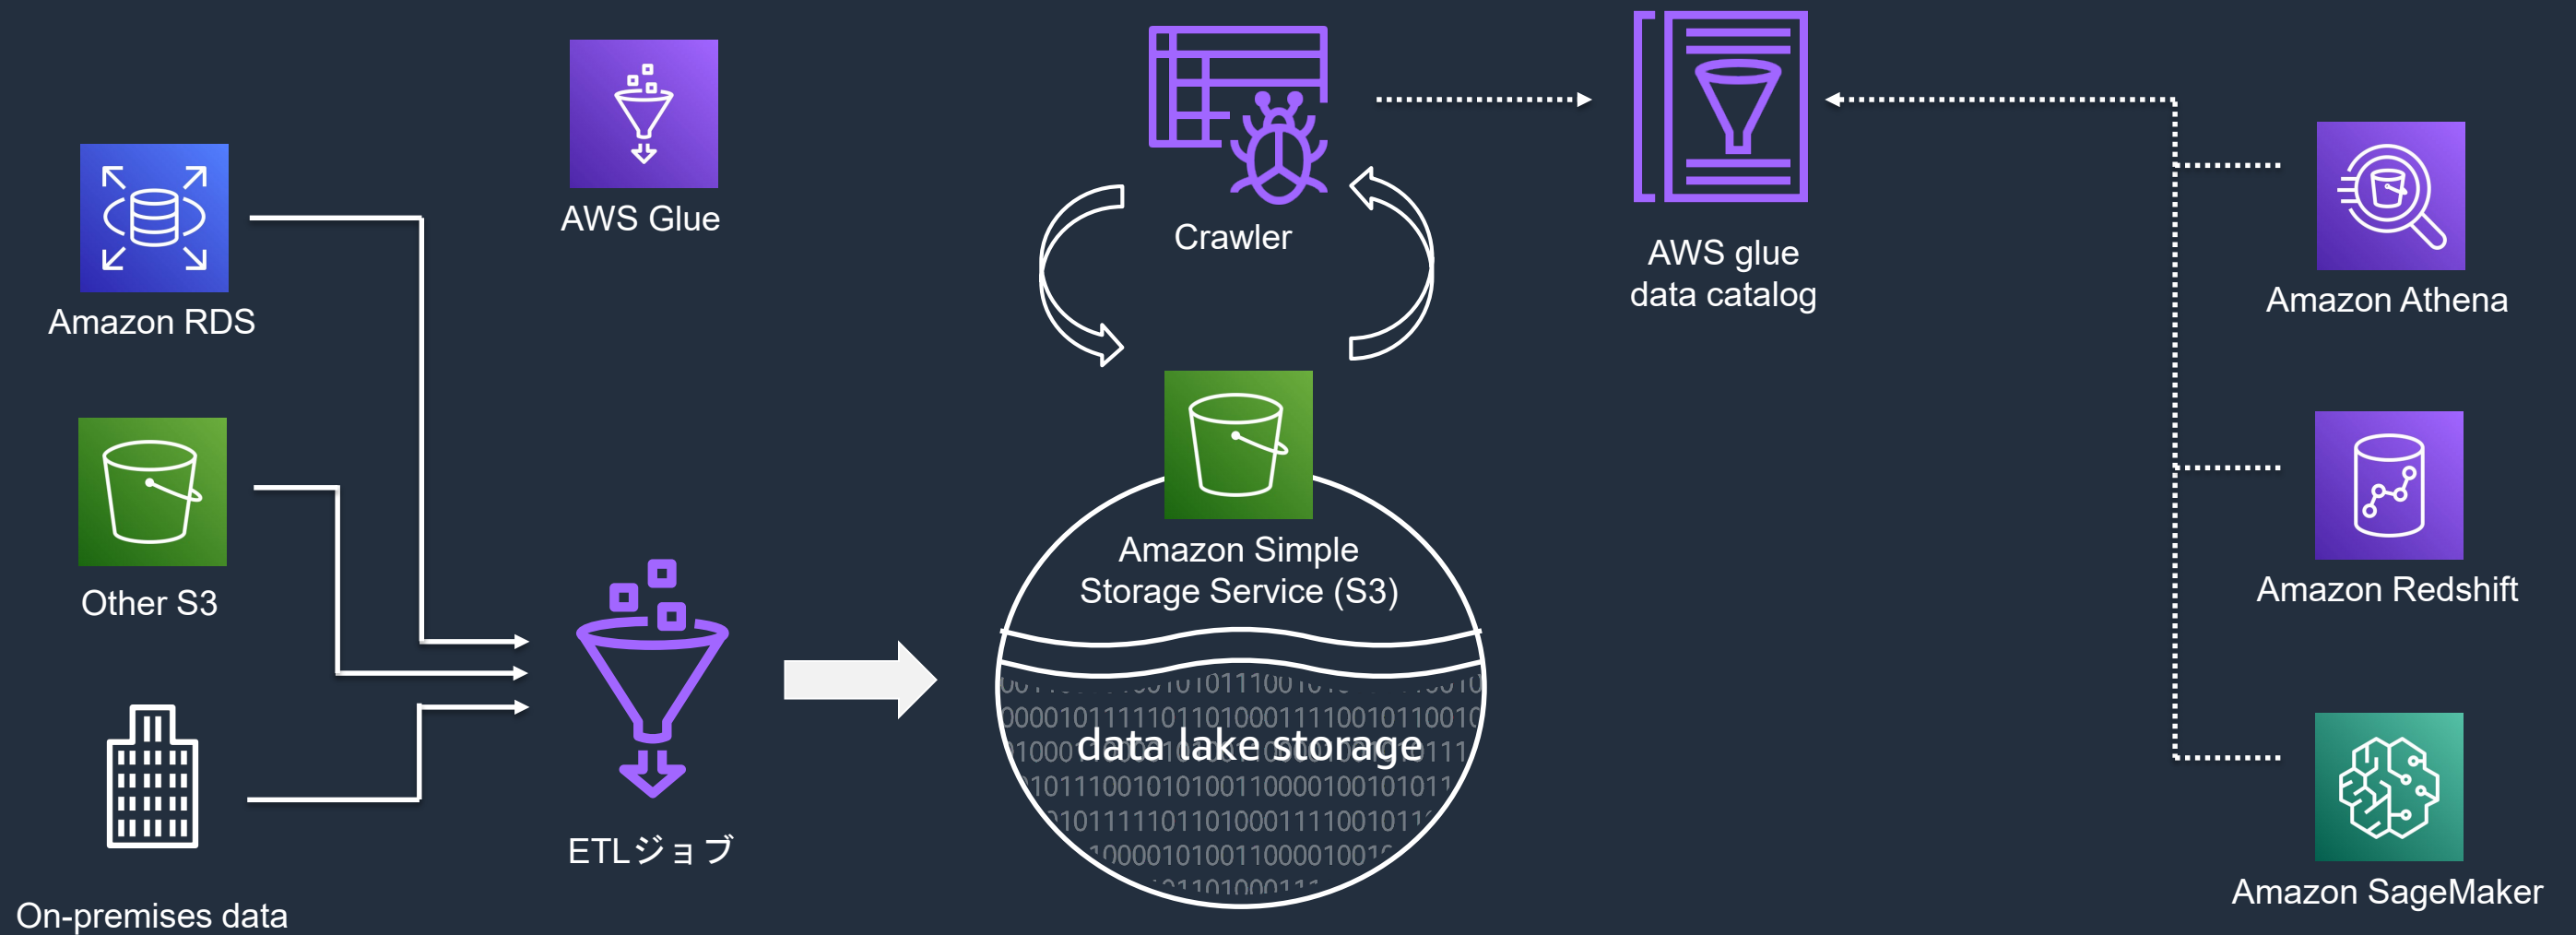 AWS Glue
Amazon RDS
Other S3
On-premises data
ETLジョブ
Crawler
Amazon Simple
Storage Service (S3)
data lake storage
AWS glue
data catalog
Amazon Athena
Amazon Redshift
Amazon SageMaker